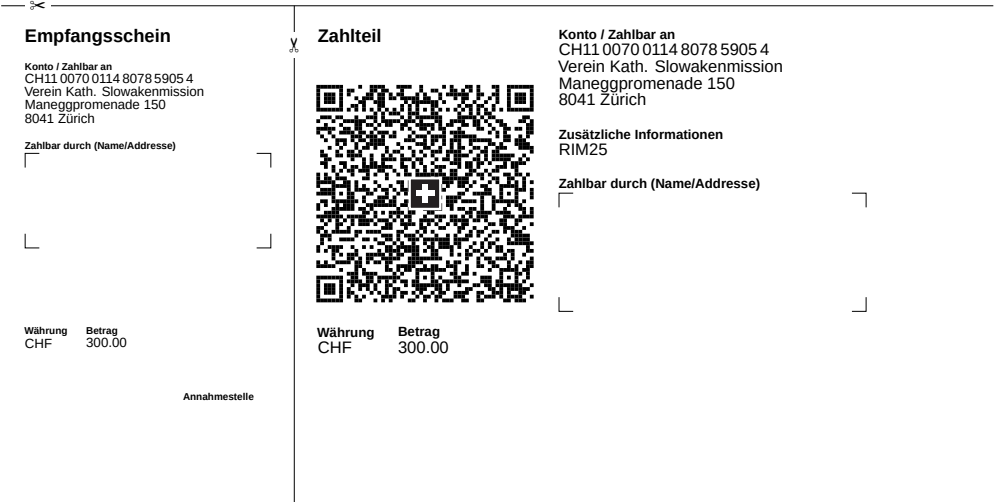 Empfangsschein
Konto / Zahlbar an
CH11 0070 0114 8078 5905 4
Verein Kath. Slowakenmission
Maneggpromenade 150
8041 Zürich
Zahlbar durch (Name/Addresse)
Währung Betrag
CHF 300.00
Annahmestelle
Zahlteil
Währung Betrag
CHF 300.00
Konto / Zahlbar an
CH11 0070 0114 8078 5905 4
Verein Kath. Slowakenmission
Maneggpromenade 150
8041 Zürich
Zusätzliche Informationen
RIM25
Zahlbar durch (Name/Addresse)